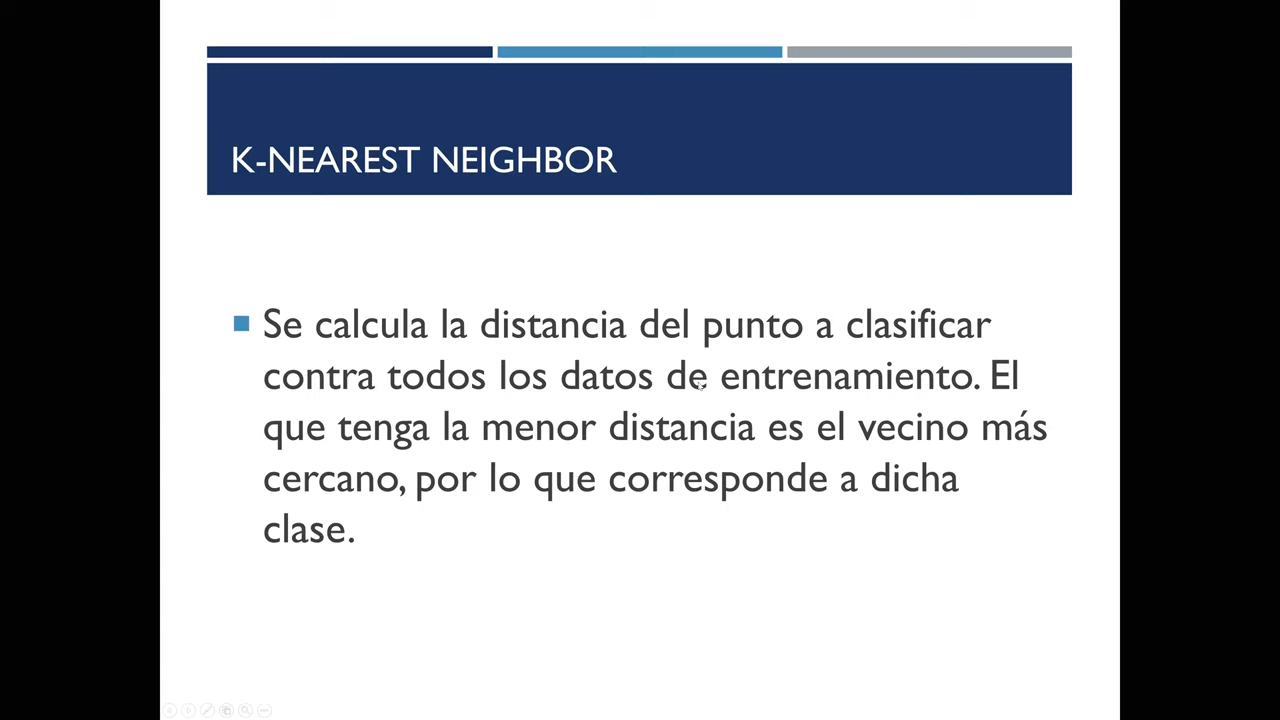 K-NEAREST NEIGHBOR
Se calcula la distancia del punto a clasificar
contra todos los datos de entrenamiento. El
que tenga la menor distancia es el vecino más
cercano, por lo que corresponde a dicha
clase.